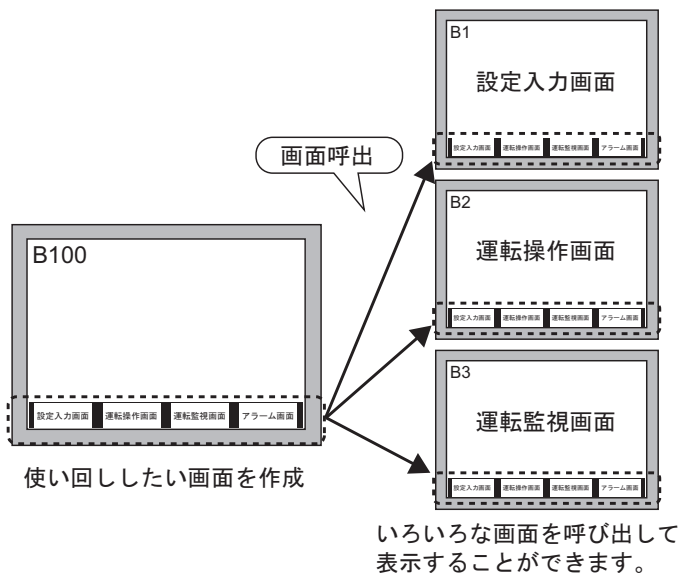 B1
設定入力画面
設定入力画面 運転操作画面 運転監視画面 アラーム画面
画面呼出
B2
運転操作画面
設定入力画面 運転操作画面 運転監視画面 アラーム画面
B100
設定入力画面 運転操作画面 運転監視画面 アラーム画面
使い回ししたい画面を作成
B3
運転監視画面
設定入力画面 運転操作画面 運転監視画面 アラーム画面
いろいろな画面を呼び出して
表示することができます。